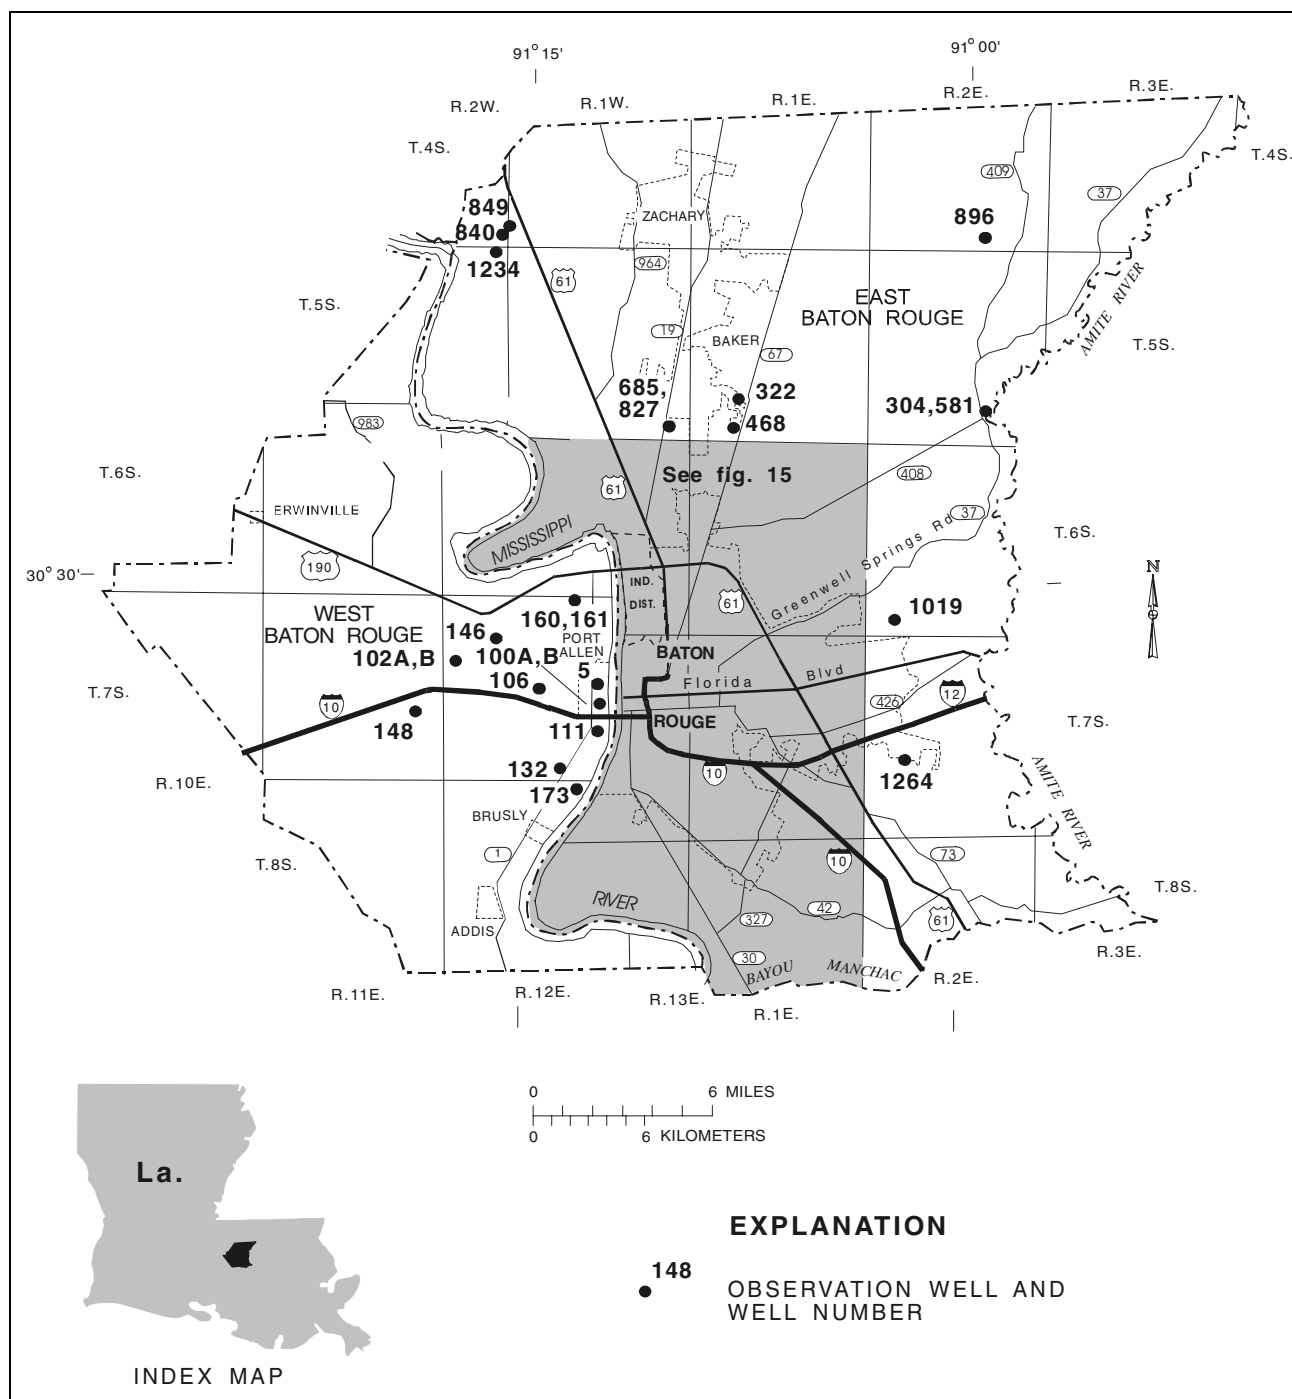 91° 15'
91° 00'
R.2W.
R.1W.
R.1E.
R.2E.
R.3E.
T.4S.
T.4S.
409
37
849
840
1234
ZACHARY
896
964
61
T.5S.
EAST
BATON ROUGE
AMITE RIVER
T.5S.
19
BAKER
67
685,
827
322
468
304,581
983
T.6S.
See fig. 15
408
61
37
ERWINVILLE
MISSISSIPPI
Greenwell Springs Rd
T.6S.
190
30° 30'
IND.
DIST.
61
N
WEST
BATON ROUGE
160,161
1019
146
PORT
ALLEN
BATON
102A,B
100A,B
5
106
Florida Blvd
T.7S.
10
12
426
148
111
ROUGE
T.7S.
132
10
1264
R.10E.
173
AMITE RIVER
BRUSLY
1
T.8S.
10
73
T.8S.
RIVER
42
327
61
ADDIS
30
BAYOU MANCHAC
R.3E.
R.11E.
R.12E.
R.13E.
R.1E.
R.2E.
0 6 MILES
0 6 KILOMETERS
La.
EXPLANATION
148
OBSERVATION WELL AND
WELL NUMBER
INDEX MAP